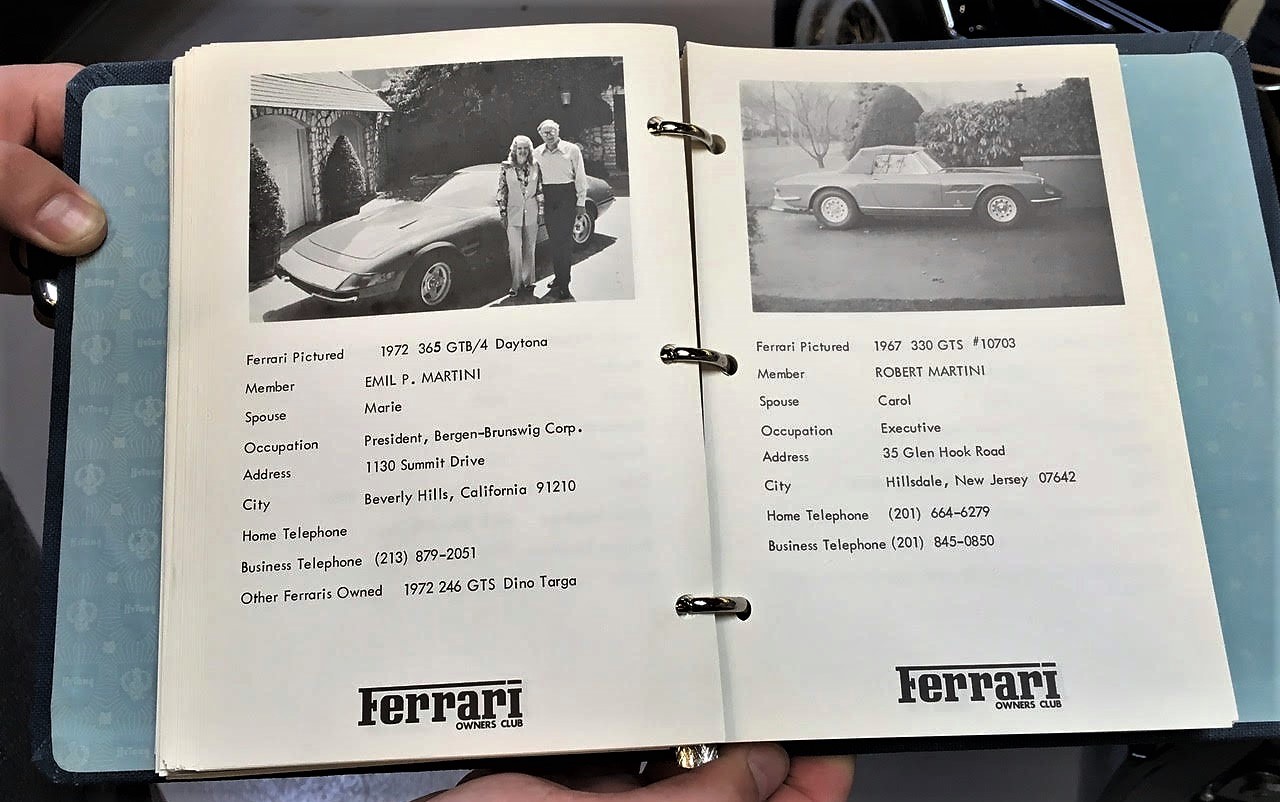 Ferrari Pictured 1972 365 GTB/4 Daytona
Member EMIL P. MARTINI
Spouse Marie
Occupation President, Bergen-Brunswig Corp.
Address 1130 Summit Drive
City Beverly Hills, California 91210
Home Telephone
Business Telephone (213) 879-2051
Other Ferraris Owned 1972 246 GTS Dino Targa
Ferrari
OWNERS CLUB
Ferrari Pictured 1967 330 GTS #10703
Member ROBERT MARTINI
Spouse Carol
Occupation Executive
Address 35 Glen Hook Road
City Hillsdale, New Jersey 07642
Home Telephone (201) 664-6279
Business Telephone (201) 845-0850
Ferrari
OWNERS CLUB